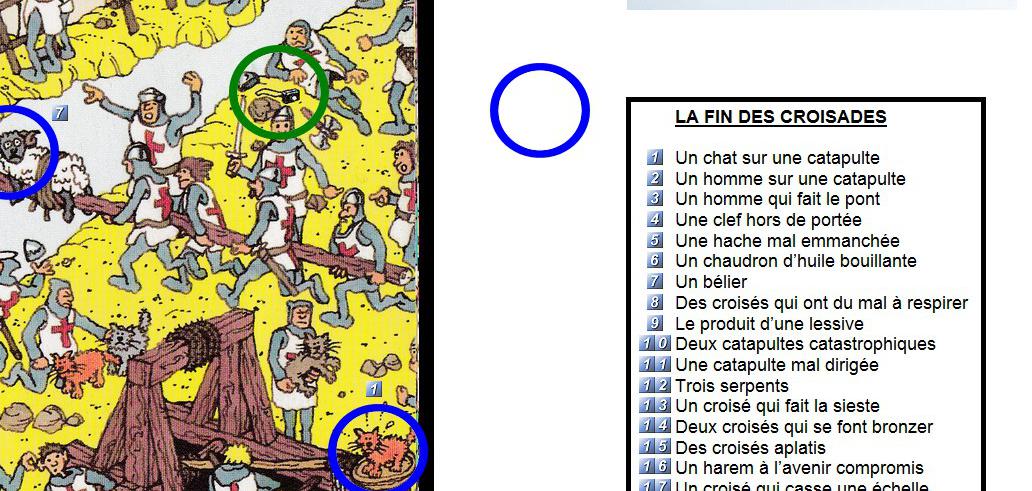 7
1
LA FIN DES CROISADES
1 Un chat sur une catapulte
2 Un homme sur une catapulte
3 Un homme qui fait le pont
4 Une clef hors de portée
5 Une hache mal emmanchée
6 Un chaudron d'huile bouillante
7 Un bélier
8 Des croisés qui ont du mal à respirer
9 Le produit d'une lessive
10 Deux catapultes catastrophiques
11 Une catapulte mal dirigée
12 Trois serpents
13 Un croisé qui fait la sieste
14 Deux croisés qui se font bronzer
15 Des croisés aplatis
16 Un harem à l'avenir compromis
17 Un croisé qui casse une échelle